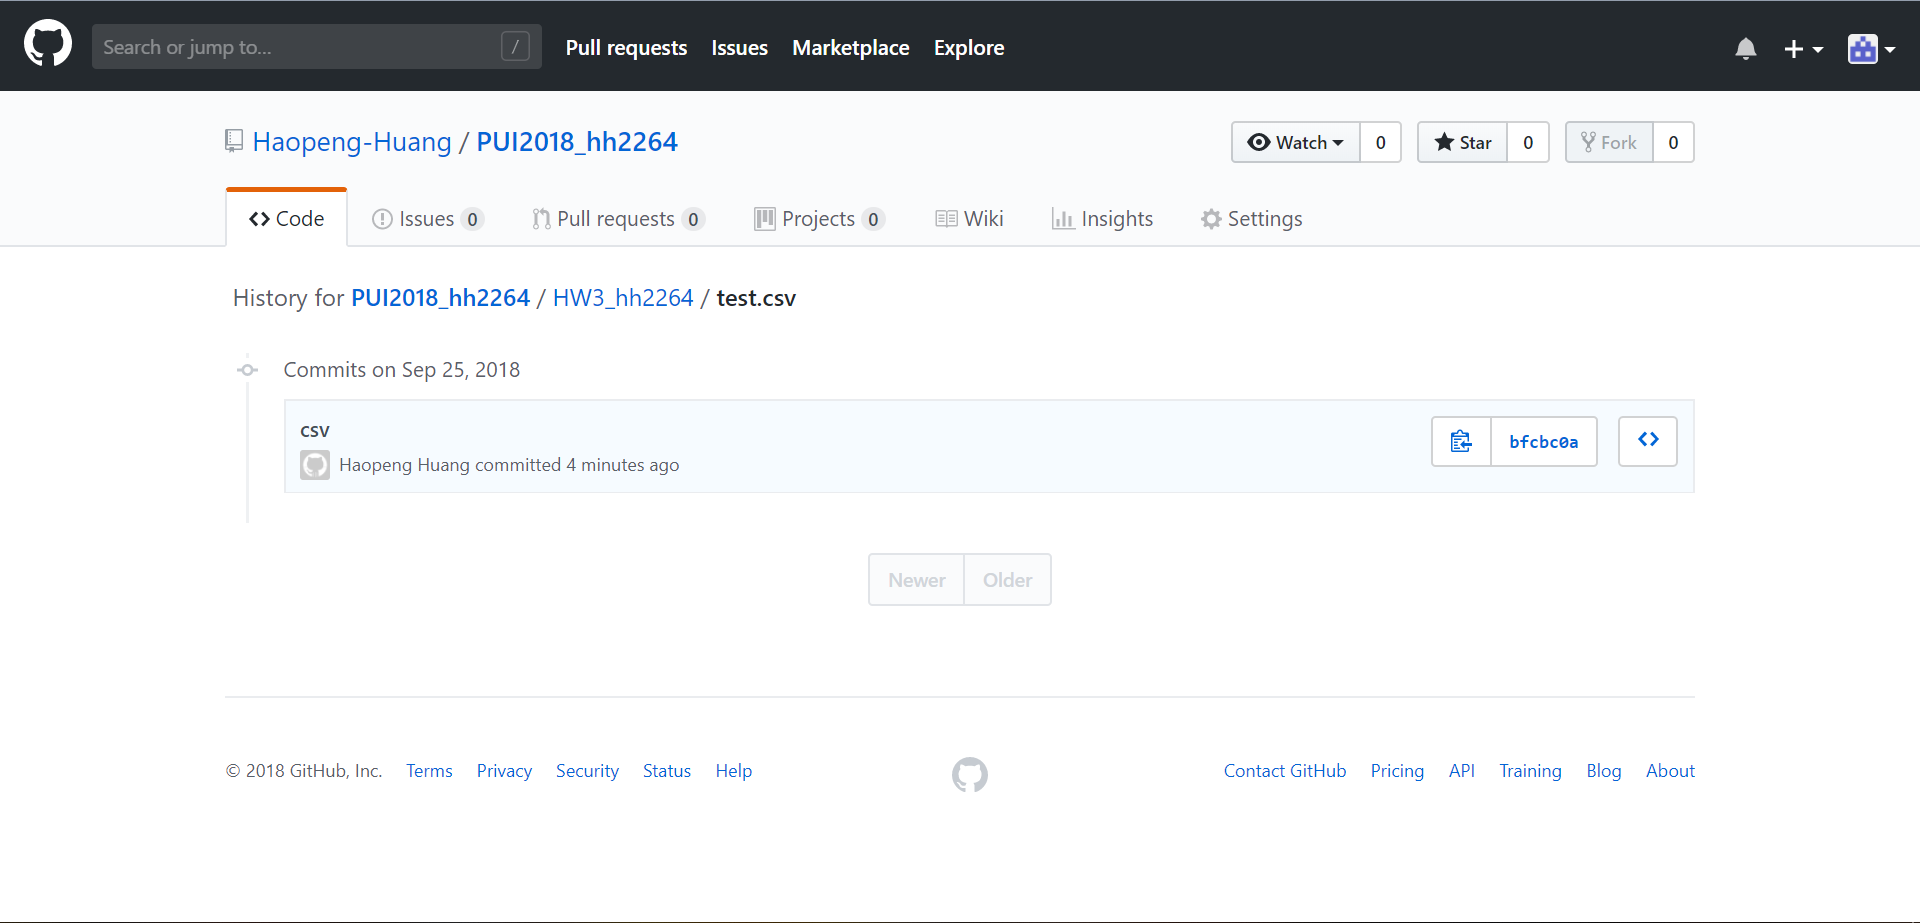 Search or jump to... /
Pull requests Issues Marketplace Explore
Haopeng-Huang / PUI2018_hh2264
Watch 0 Star 0 Fork 0
Code Issues 0 Pull requests 0 Projects 0 Wiki Insights Settings
History for PUI2018_hh2264 / HW3_hh2264 / test.csv
Commits on Sep 25, 2018
csv
Haopeng Huang committed 4 minutes ago
bfcbc0a
Newer Older
© 2018 GitHub, Inc. Terms Privacy Security Status Help
Contact GitHub Pricing API Training Blog About